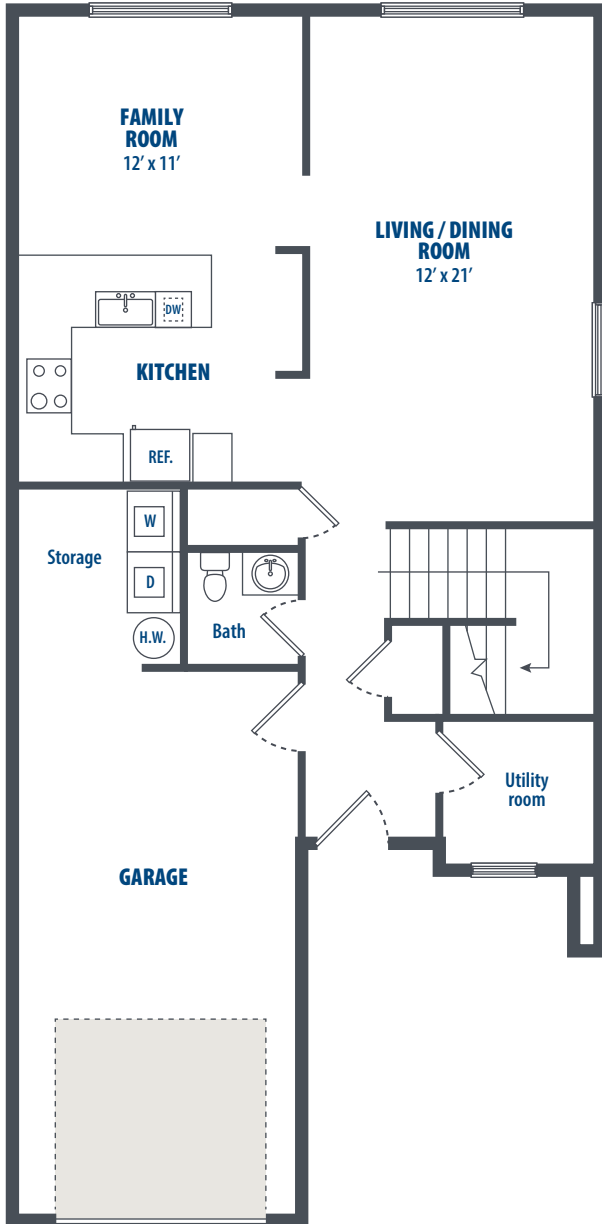 FAMILY
ROOM
12' x 11'
LIVING / DINING
ROOM
12' x 21'
DW
KITCHEN
REF.
W
Storage
D
H.W.
Bath
Utility
room
GARAGE